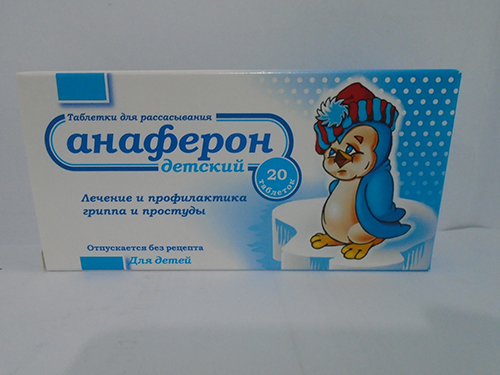 Таблетки для рассасывания
анаферон
детский
20
таблеток
Лечение и профилактика
гриппа и простуды
Отпускается без рецепта
Для детей